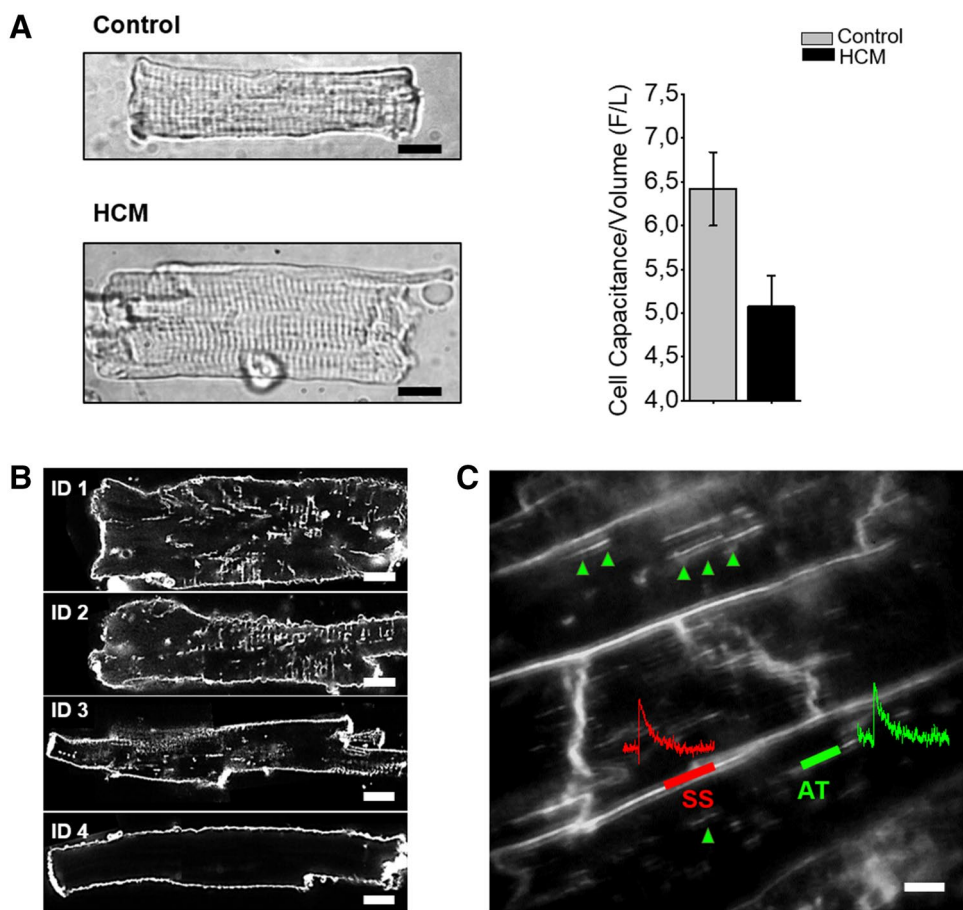 A
Control
HCM
Control
HCM
Cell Capacitance/Volume (F/L)
7,5
7,0
6,5
6,0
5,5
5,0
4,5
4,0
B
ID 1
ID 2
ID 3
ID 4
C
SS
AT